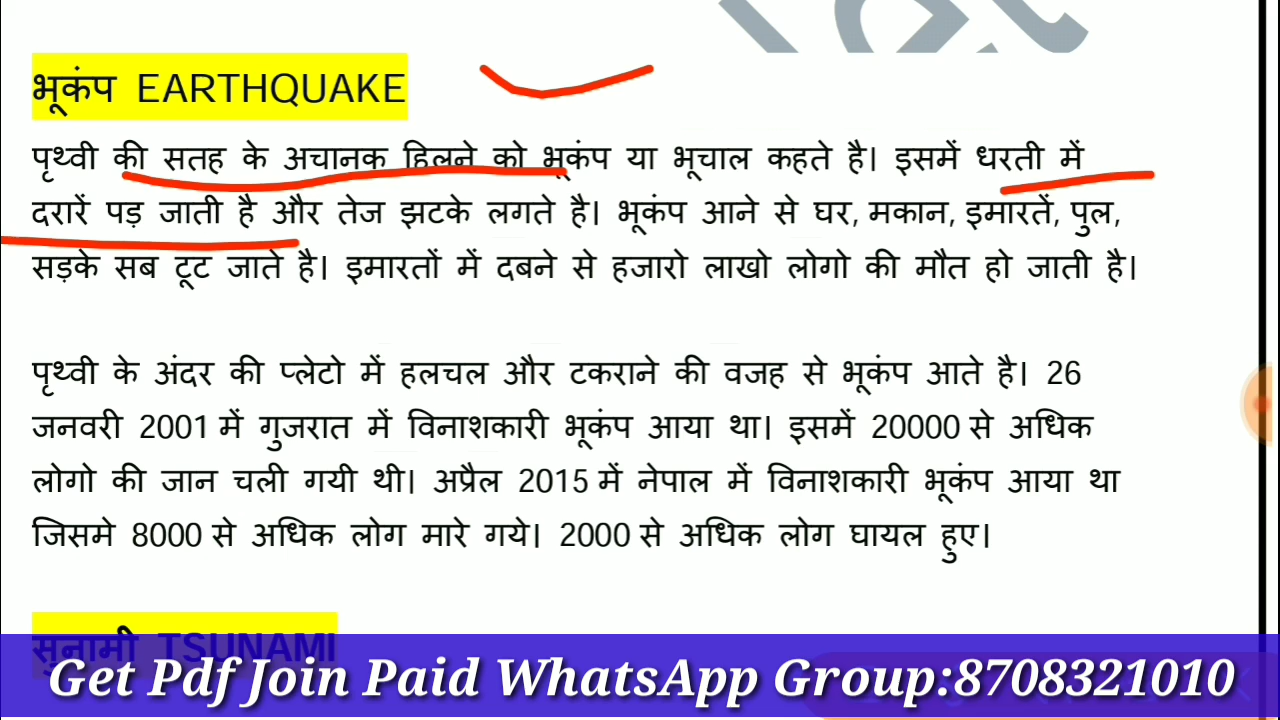 भूकंप EARTHQUAKE
पृथ्वी की सतह के अचानक हिलने को भूकंप या भूचाल कहते है। इसमें धरती में
दरारें पड़ जाती है और तेज झटके लगते है। भूकंप आने से घर, मकान, इमारतें, पुल,
सड़के सब टूट जाते है। इमारतों में दबने से हजारो लाखो लोगो की मौत हो जाती है।
पृथ्वी के अंदर की प्लेटो में हलचल और टकराने की वजह से भूकंप आते है। 26
जनवरी 2001 में गुजरात में विनाशकारी भूकंप आया था। इसमें 20000 से अधिक
लोगो की जान चली गयी थी। अप्रैल 2015 में नेपाल में विनाशकारी भूकंप आया था
जिसमे 8000 से अधिक लोग मारे गये। 2000 से अधिक लोग घायल हुए।
सुनामी TSUNAMI
Get Pdf Join Paid WhatsApp Group:8708321010